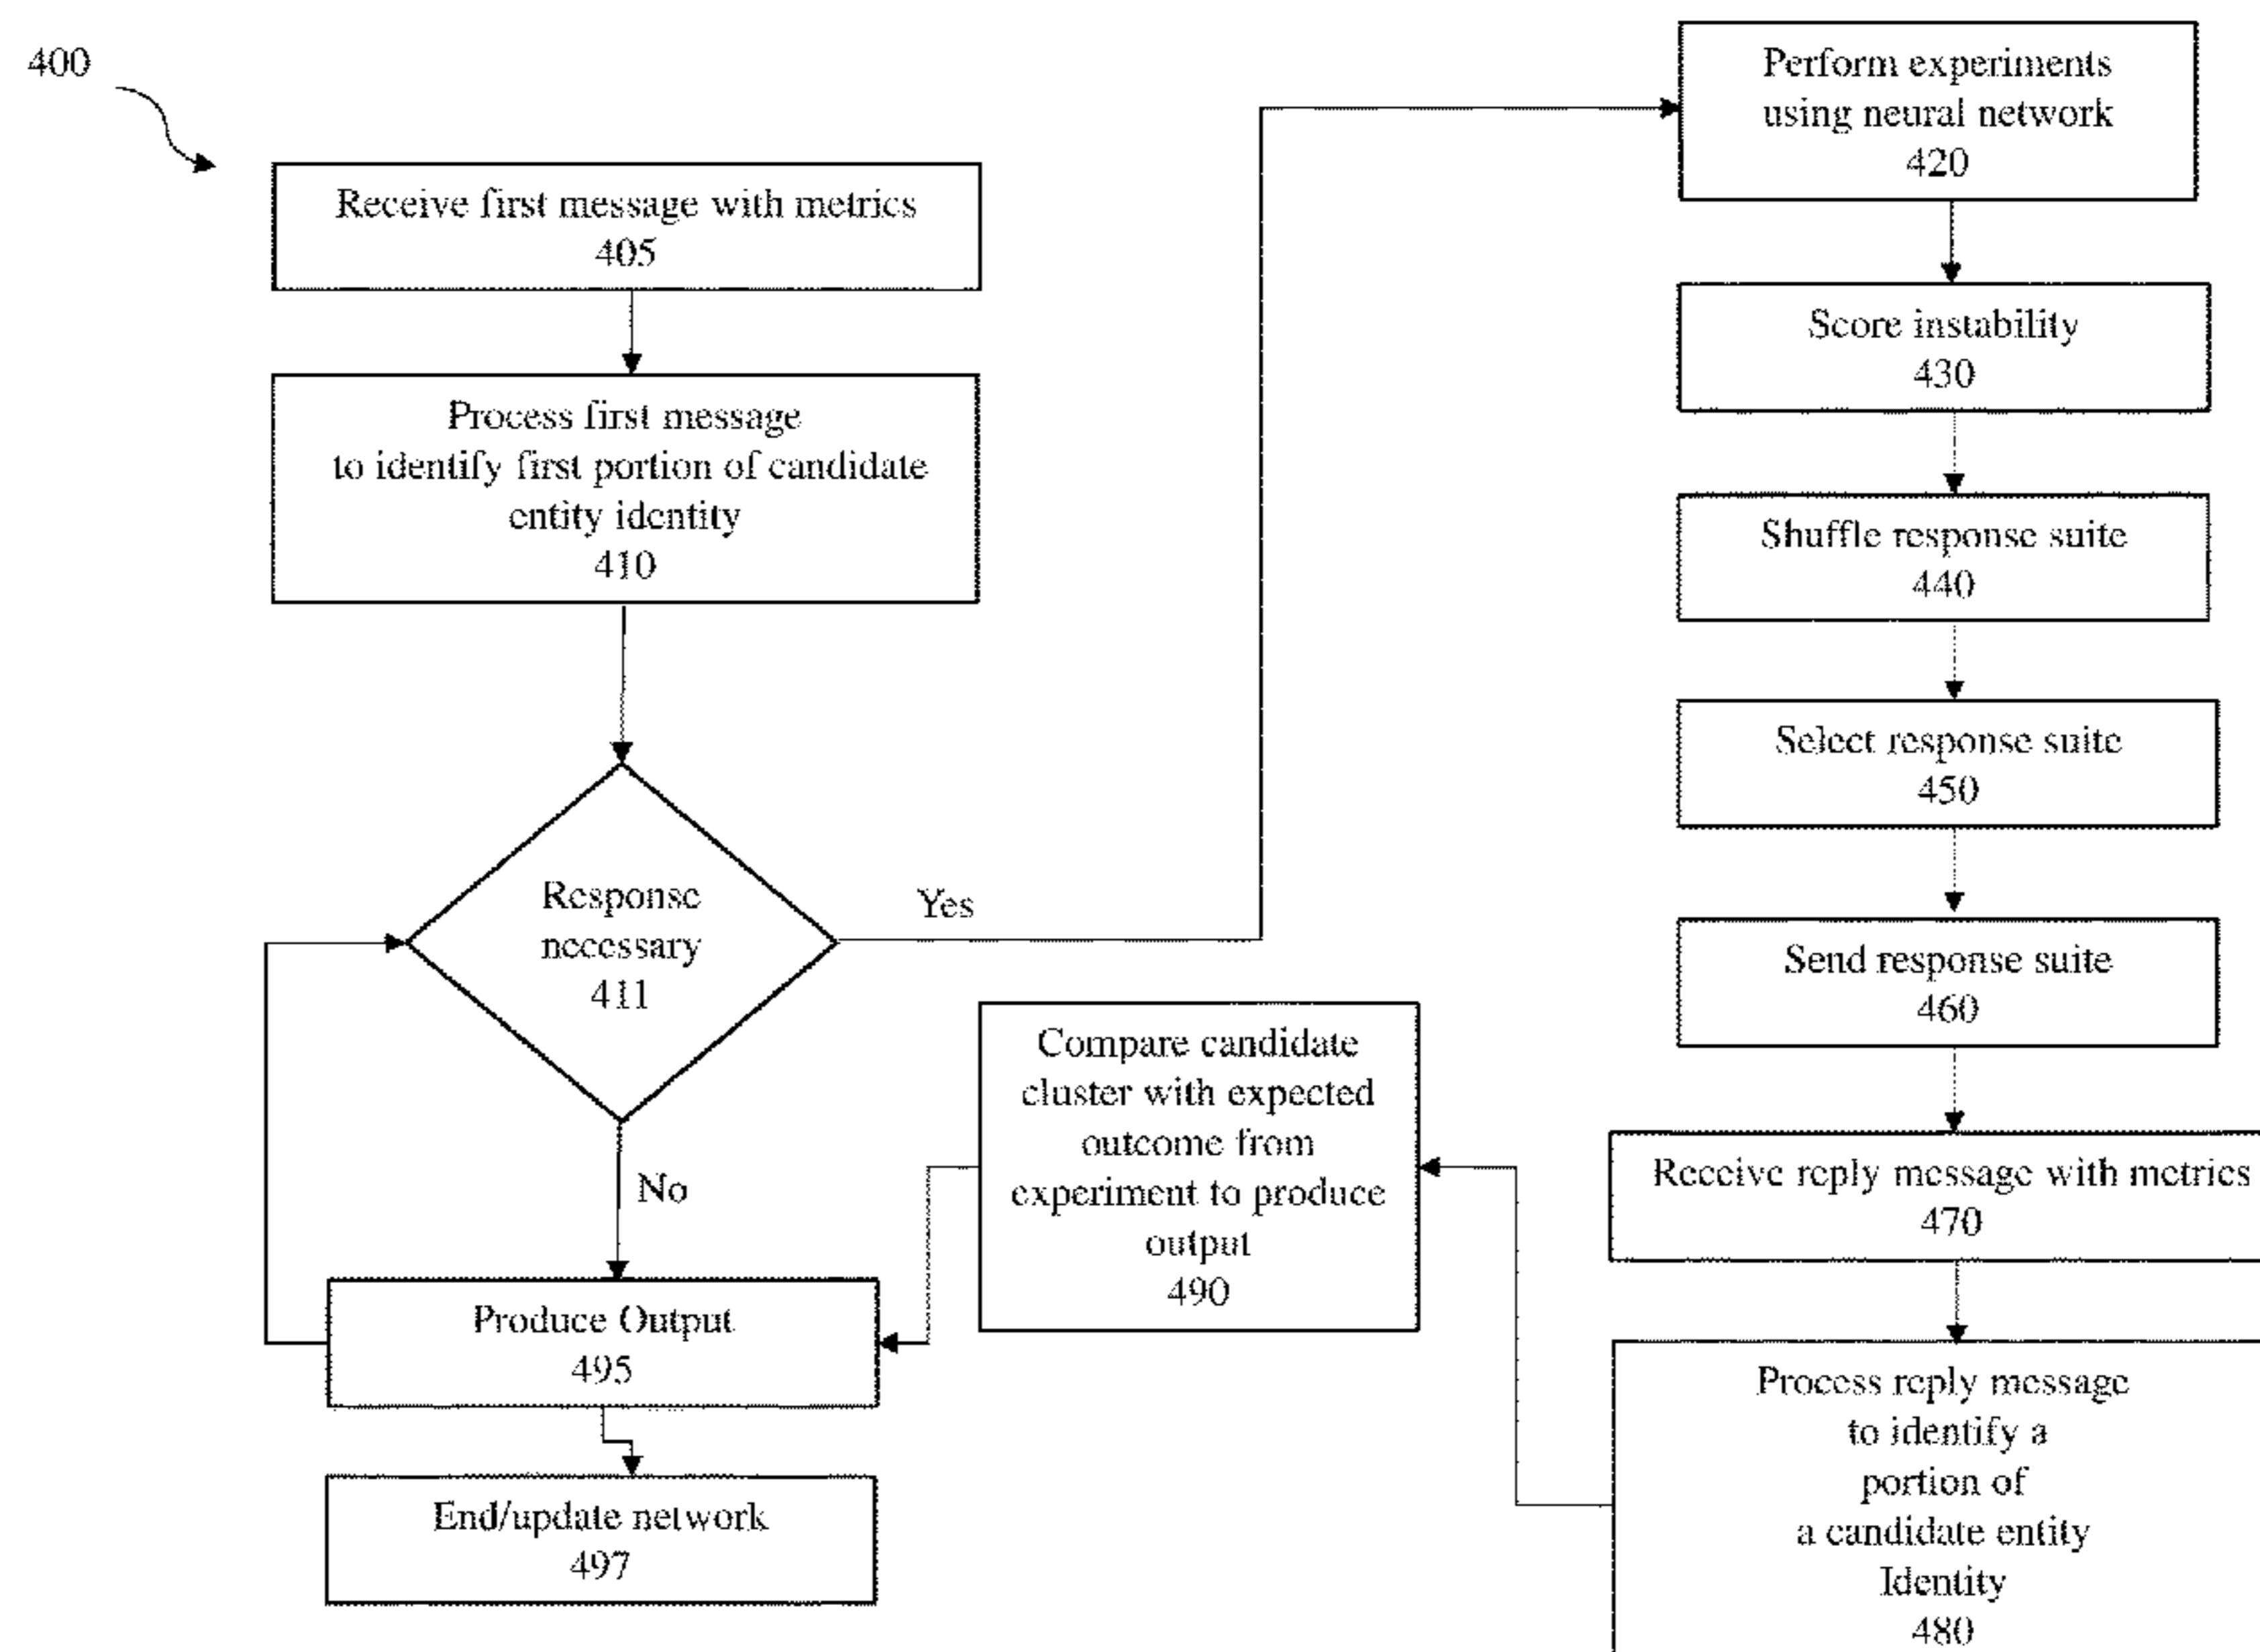 400
Receive first message with metrics
405
Process first message
to identify first portion of candidate
entity identity
410
Response
necessary
411
Yes
No
Perform experiments
using neural network
420
Score instability
430
Shuffle response suite
440
Select response suite
450
Send response suite
460
Receive reply message with metrics
470
Process reply message
to identify a
portion of
a candidate entity
Identity
480
Compare candidate
cluster with expected
outcome from
experiment to produce
output
490
Produce Output
495
End/update network
497